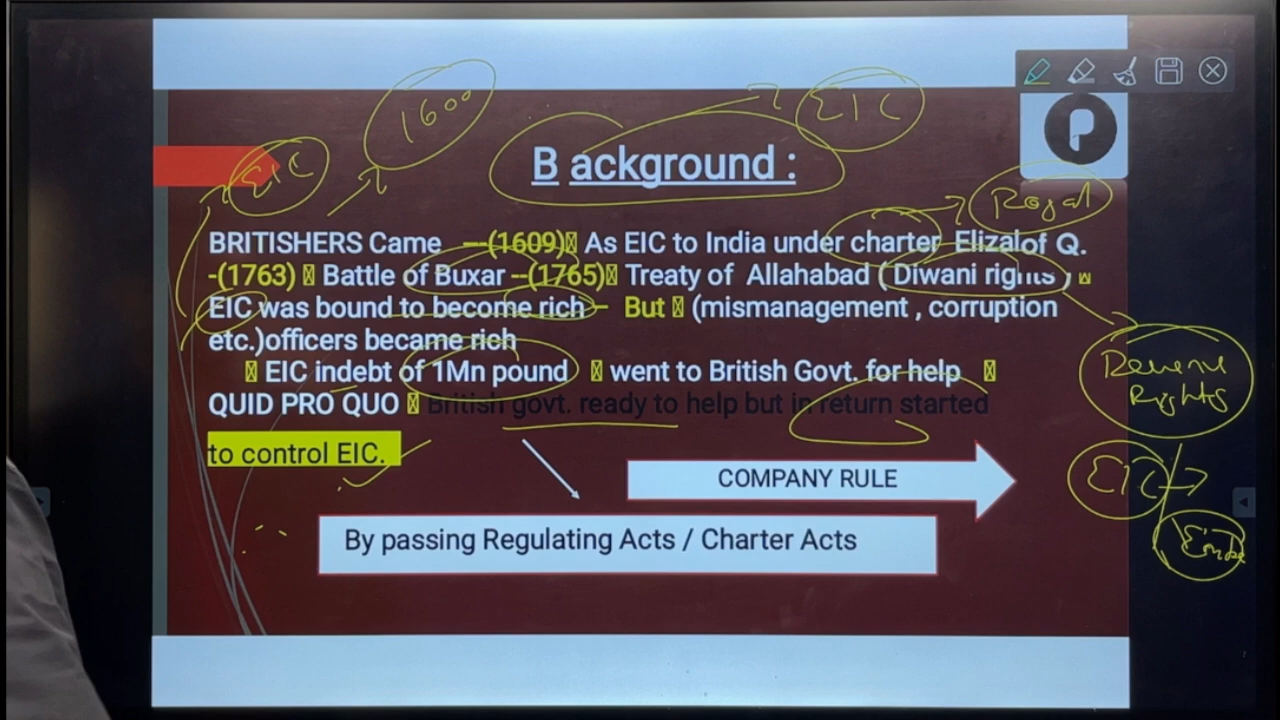 1600
EIC
EIC
B ackground :
Royal
BRITISHERS Came --(1609) As EIC to India under charter Elizalof Q.
-(1763) Battle of Buxar --(1765) Treaty of Allahabad ( Diwani rights )
EIC was bound to become rich – But (mismanagement , corruption
etc.)officers became rich
EIC indebt of 1Mn pound went to British Govt. for help
QUID PRO QUO British govt. ready to help but in return started
to control EIC.
Revenue
Rights
EIC
COMPANY RULE
By passing Regulating Acts / Charter Acts